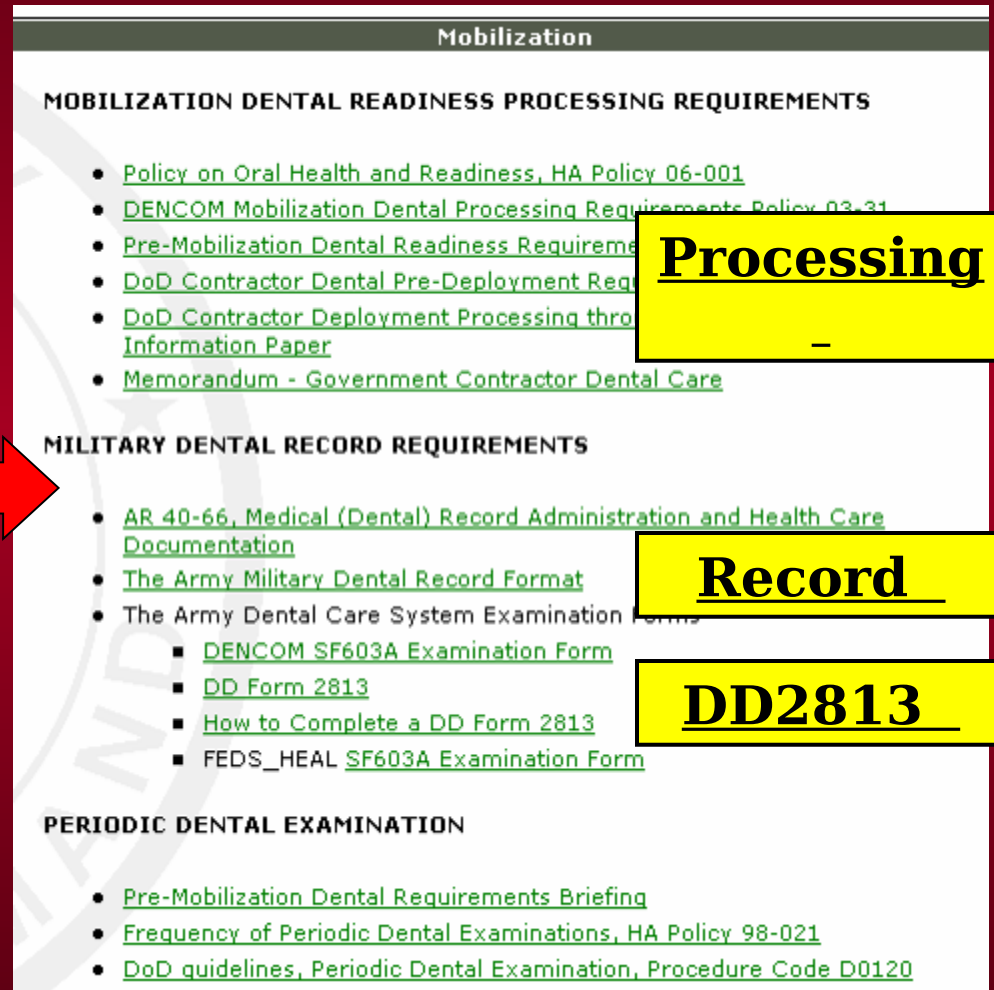 Mobilization
MOBILIZATION DENTAL READINESS PROCESSING REQUIREMENTS
Policy on Oral Health and Readiness, HA Policy 06-001
DENCOM Mobilization Dental Processing Requirements Policy 03-31
Pre-Mobilization Dental Readiness Requireme
DoD Contractor Dental Pre-Deployment Requ
DoD Contractor Deployment Processing thro
Information Paper
Memorandum - Government Contractor Dental Care
Processing
MILITARY DENTAL RECORD REQUIREMENTS
AR 40-66, Medical (Dental) Record Administration and Health Care
Documentation
The Army Military Dental Record Format
The Army Dental Care System Examination Forms
Record
DENCOM SF603A Examination Form
DD Form 2813
How to Complete a DD Form 2813
FEDS_HEAL SF603A Examination Form
DD2813
PERIODIC DENTAL EXAMINATION
Pre-Mobilization Dental Requirements Briefing
Frequency of Periodic Dental Examinations, HA Policy 98-021
DoD guidelines, Periodic Dental Examination, Procedure Code D0120